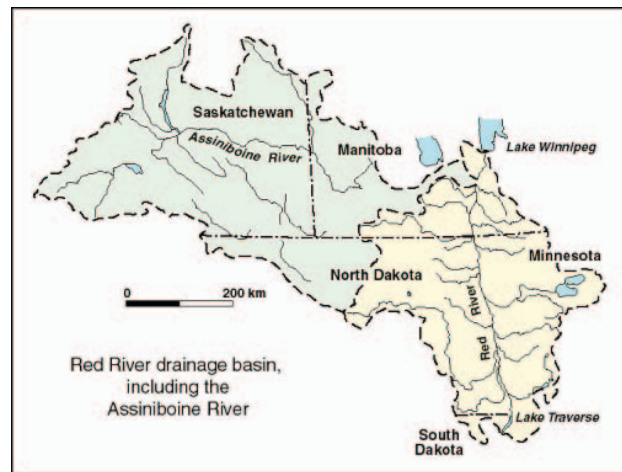 Saskatchewan
Assiniboine River
Manitoba
Lake Winnipeg
North Dakota
Minnesota
0 200 km
Red River
Red River drainage basin,
including the
Assiniboine River
Lake Traverse
South
Dakota